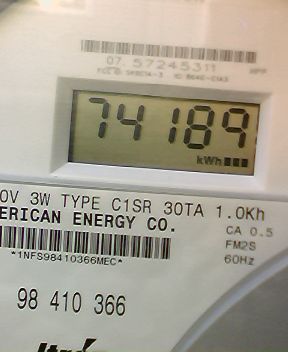 07 57245311
74189
kWh
0V 3W TYPE C1SR 30TA 1.0Kh
ERICAN ENERGY CO.
CA 0.5
FM2S
*1NFS98410366MEC*
60Hz
98 410 366
Itrón